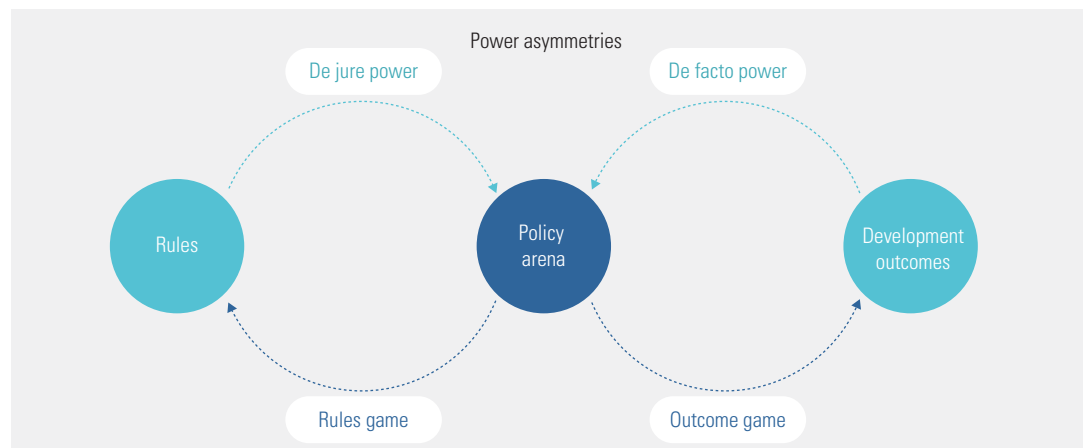 Power asymmetries
De jure power
De facto power
Rules
Policy
arena
Development
outcomes
Rules game
Outcome game